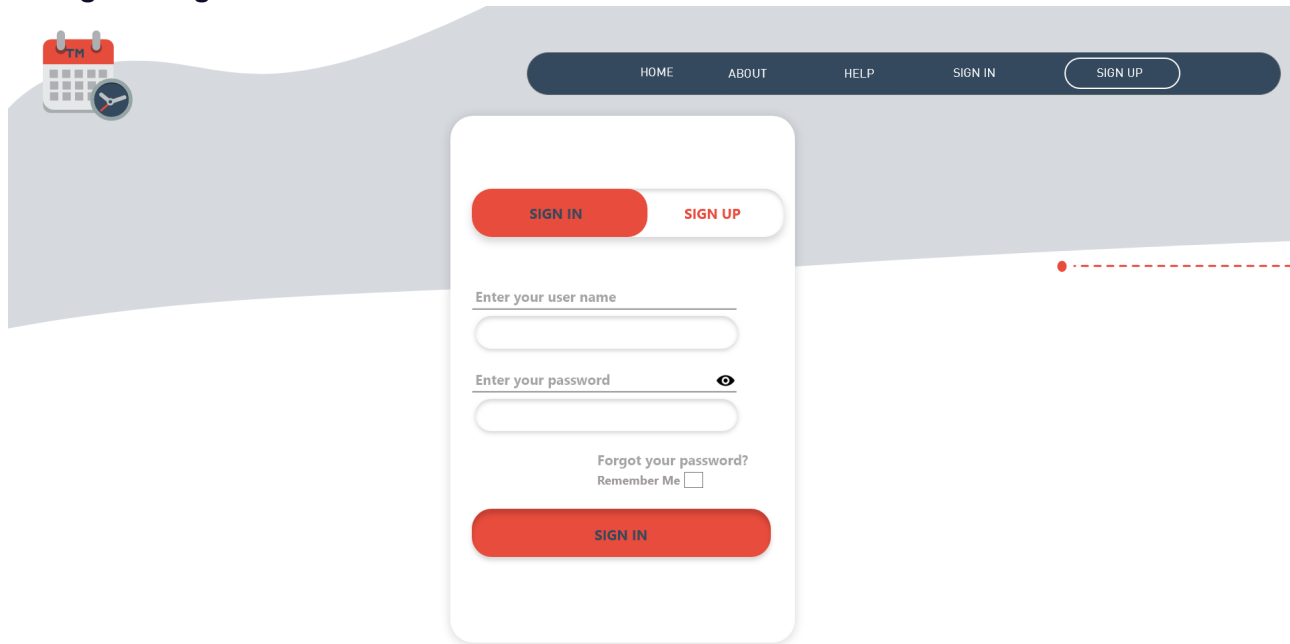 TM
HOME ABOUT HELP SIGN IN SIGN UP
SIGN IN SIGN UP
Enter your user name
Enter your password
Forgot your password?
Remember Me
SIGN IN